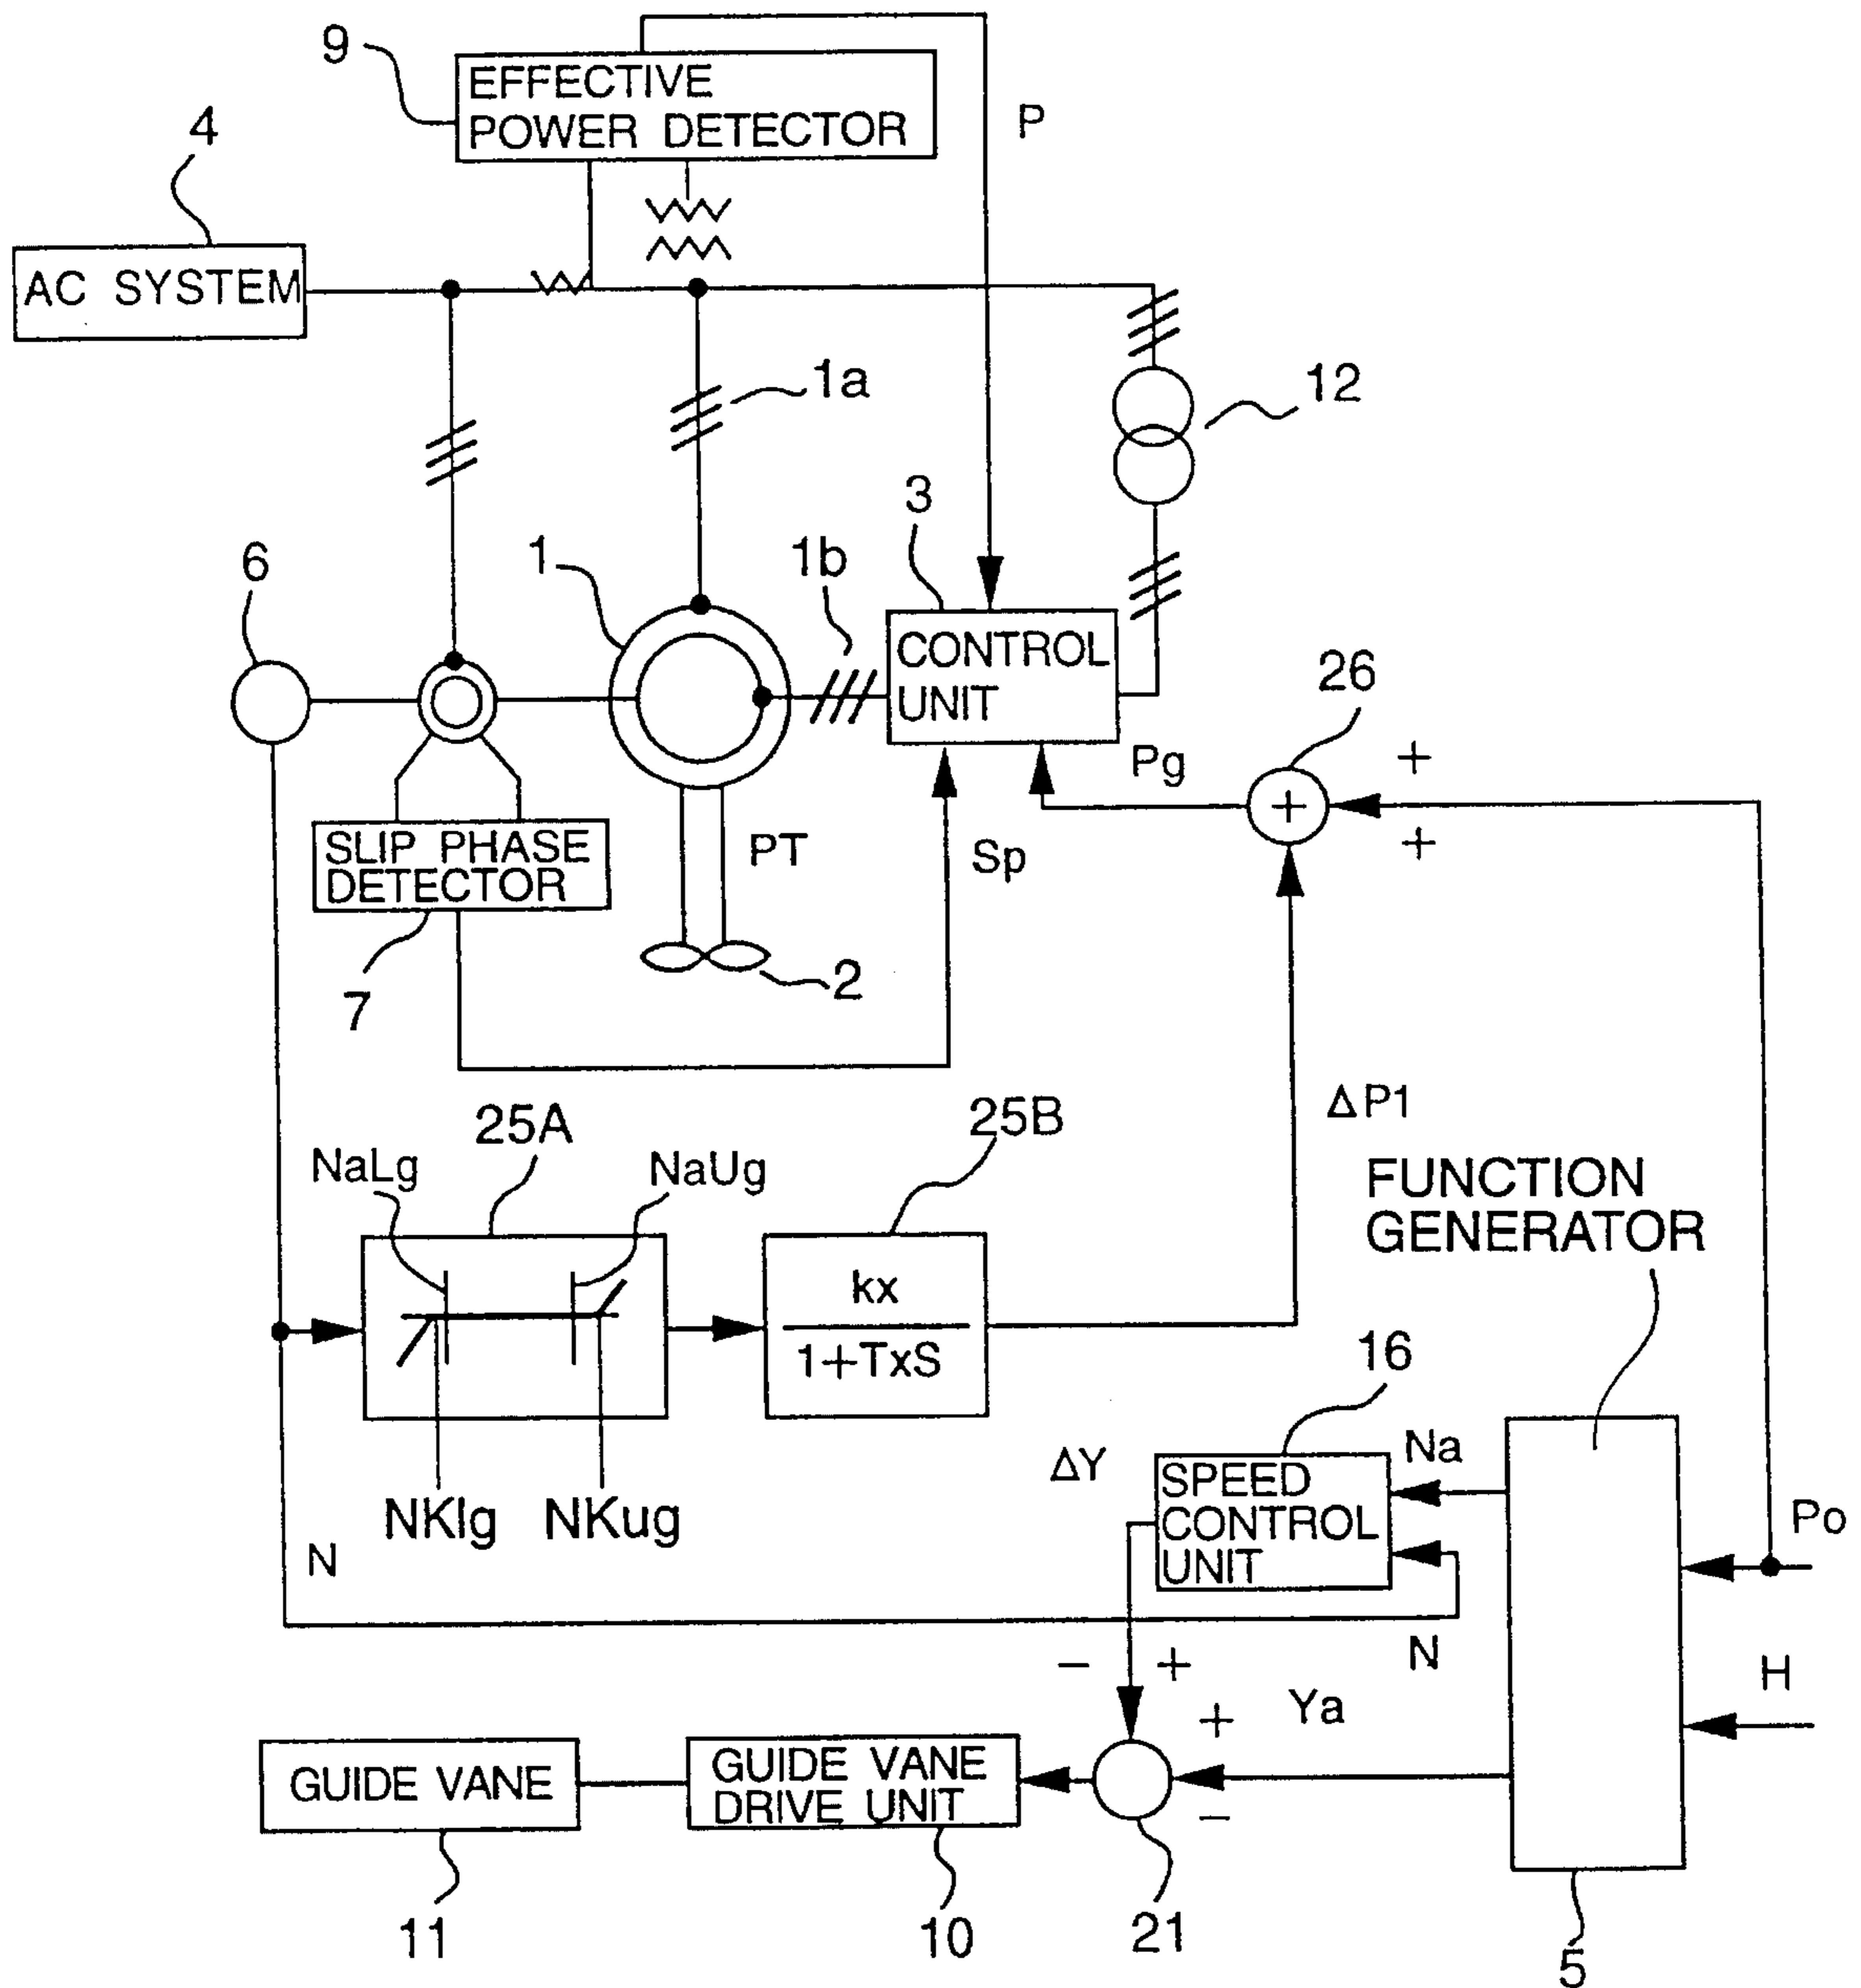 9
EFFECTIVE
POWER DETECTOR
P
4
AC SYSTEM
1a
12
3
1b
1
6
CONTROL
UNIT
26
Pg
+
+
+
SLIP PHASE
DETECTOR
PT
Sp
7
2
ΔP1
25A
25B
NaLg
NaUg
FUNCTION
GENERATOR
kx
1+TxS
16
ΔY
Na
SPEED
CONTROL
UNIT
Po
NKlg
NKug
N
N
H
−
+
+
Ya
−
GUIDE VANE
GUIDE VANE
DRIVE UNIT
11
10
21
5